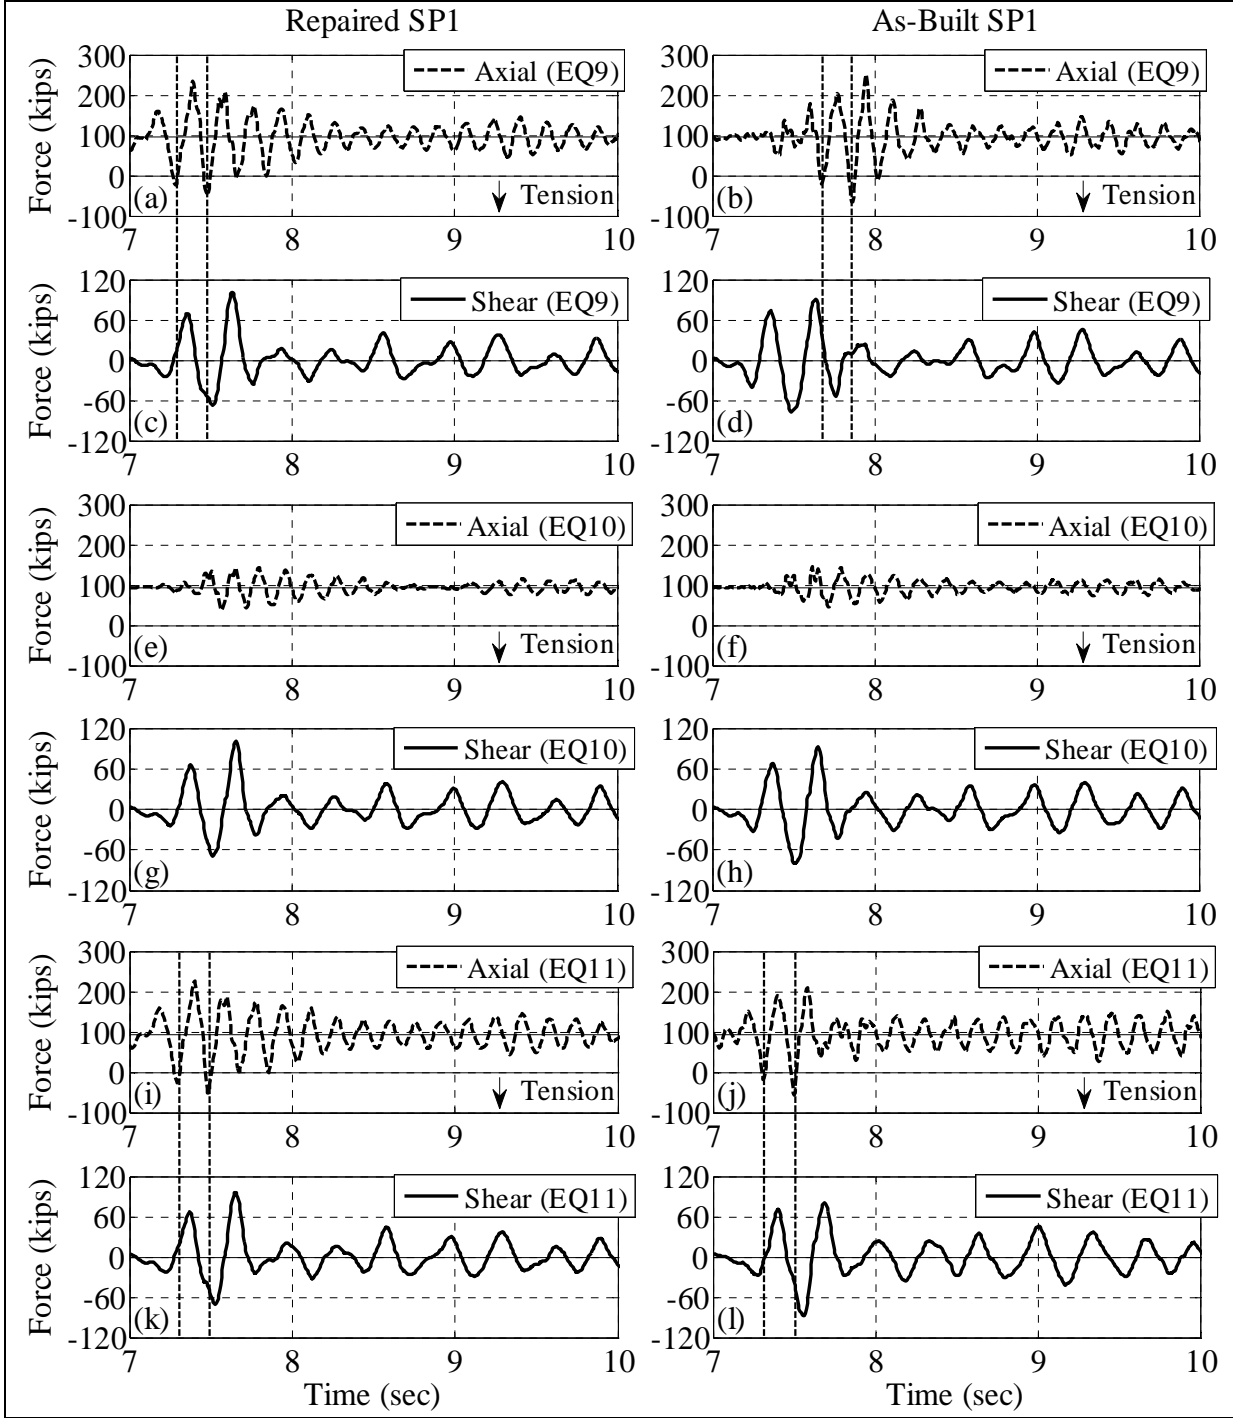 Repaired SP1 As-Built SP1
Force (kips) 300 200 100 0 -100 Axial (EQ9) (a) Tension 7 8 9 10
300 200 100 0 -100 Axial (EQ9) (b) Tension 7 8 9 10
Force (kips) 120 60 0 -60 -120 Shear (EQ9) (c) 7 8 9 10
120 60 0 -60 -120 Shear (EQ9) (d) 7 8 9 10
Force (kips) 300 200 100 0 -100 Axial (EQ10) (e) Tension 7 8 9 10
300 200 100 0 -100 Axial (EQ10) (f) Tension 7 8 9 10
Force (kips) 120 60 0 -60 -120 Shear (EQ10) (g) 7 8 9 10
120 60 0 -60 -120 Shear (EQ10) (h) 7 8 9 10
Force (kips) 300 200 100 0 -100 Axial (EQ11) (i) Tension 7 8 9 10
300 200 100 0 -100 Axial (EQ11) (j) Tension 7 8 9 10
Force (kips) 120 60 0 -60 -120 Shear (EQ11) (k) 7 8 9 10
120 60 0 -60 -120 Shear (EQ11) (l) 7 8 9 10
Time (sec) Time (sec)